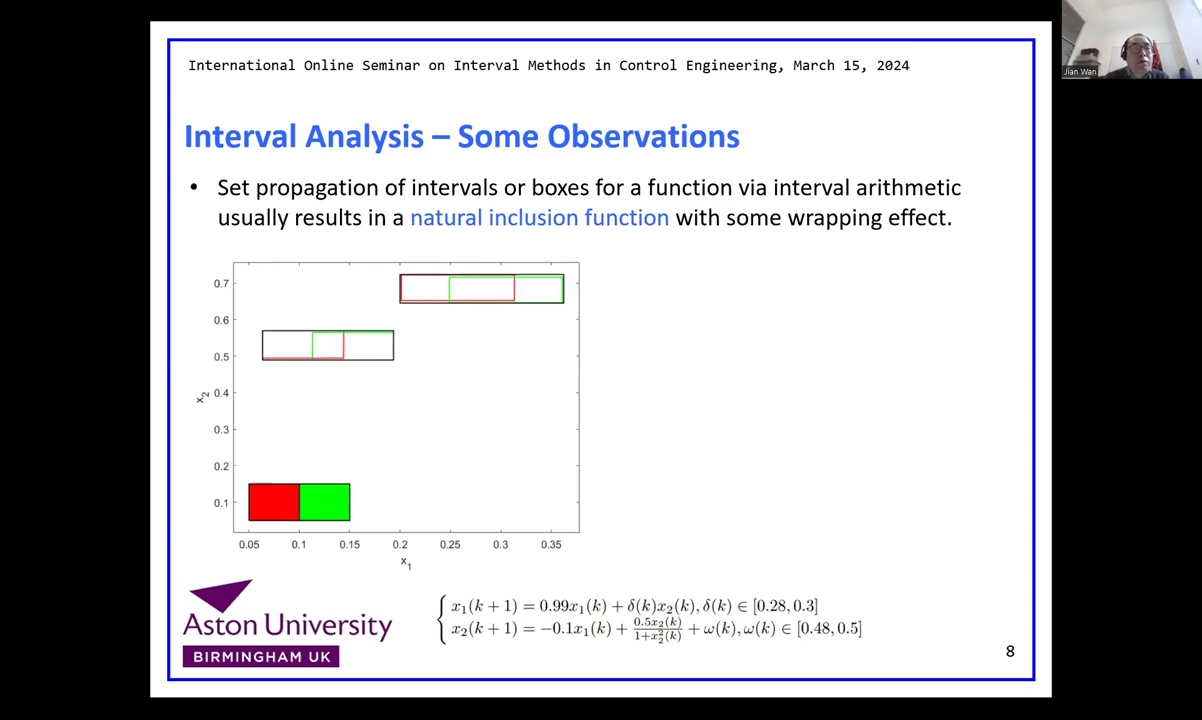 International Online Seminar on Interval Methods in Control Engineering, March 15, 2024
Jian Wan
Interval Analysis – Some Observations
• Set propagation of intervals or boxes for a function via interval arithmetic
usually results in a natural inclusion function with some wrapping effect.
0.7
0.6
0.5
0.4
0.3
0.2
0.1
x₂
0.05 0.1 0.15 0.2 0.25 0.3 0.35
x₁
x₁(k + 1) = 0.99x₁(k) + δ(k)x₂(k), δ(k) ∈ [0.28, 0.3]
x₂(k + 1) = −0.1x₁(k) + 0.5x₂(k)/1+x₂²(k) + ω(k), ω(k) ∈ [0.48, 0.5]
Aston University
BIRMINGHAM UK
8